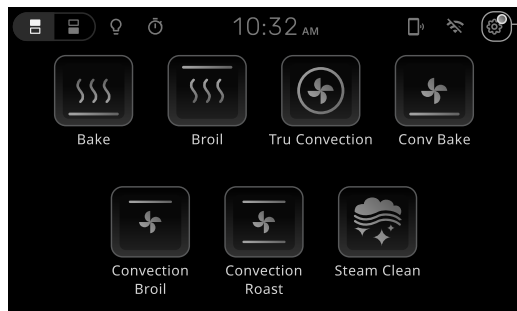 10:32 AM
Bake
Broil
Tru Convection
Conv Bake
Convection
Broil
Convection
Roast
Steam Clean